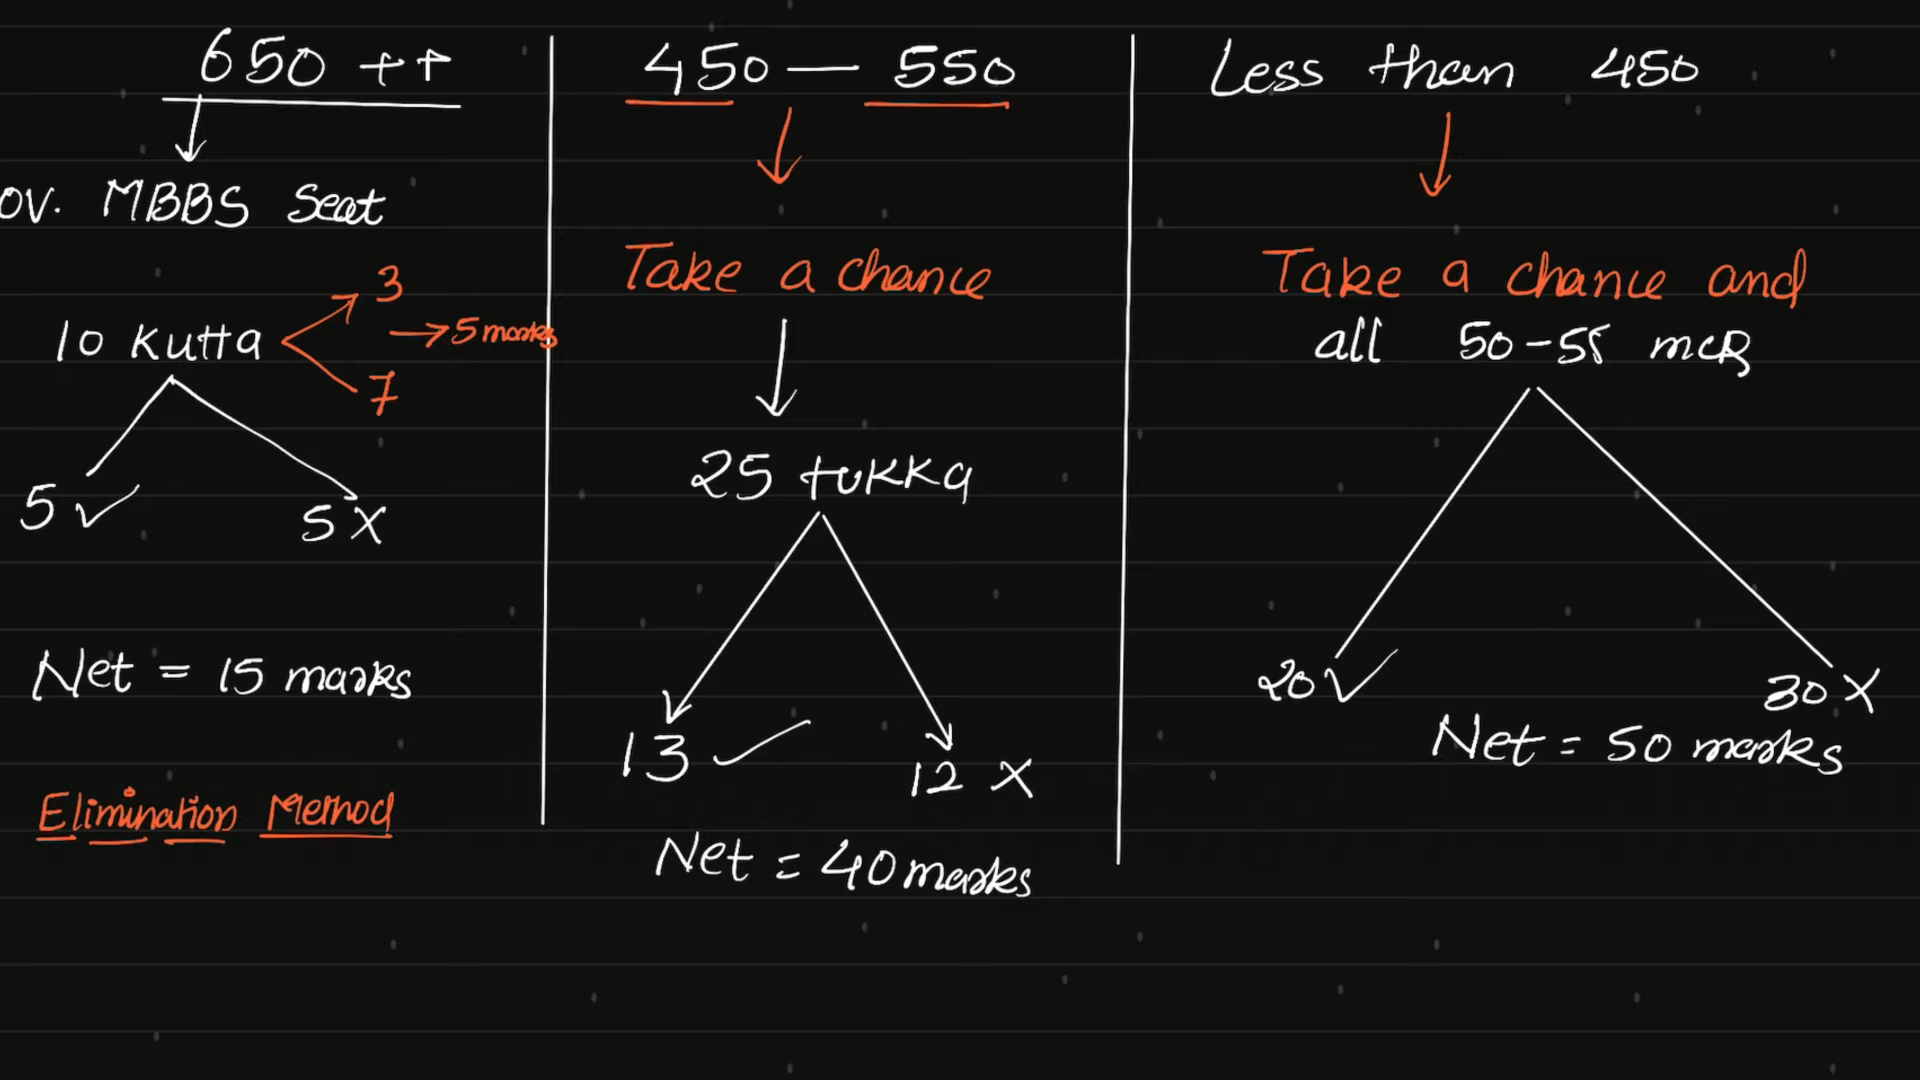 650 ++
ov. MBBS Seat
10 Kutta
3
→ 5 marks
7
5 ✓
5 X
Net = 15 marks
Elimination Method
450 — 550
Take a chance
25 tukka
13 ✓
12 X
Net = 40 marks
Less than 450
Take a chance and
all 50-55 mcq
20 ✓
30 X
Net = 50 marks